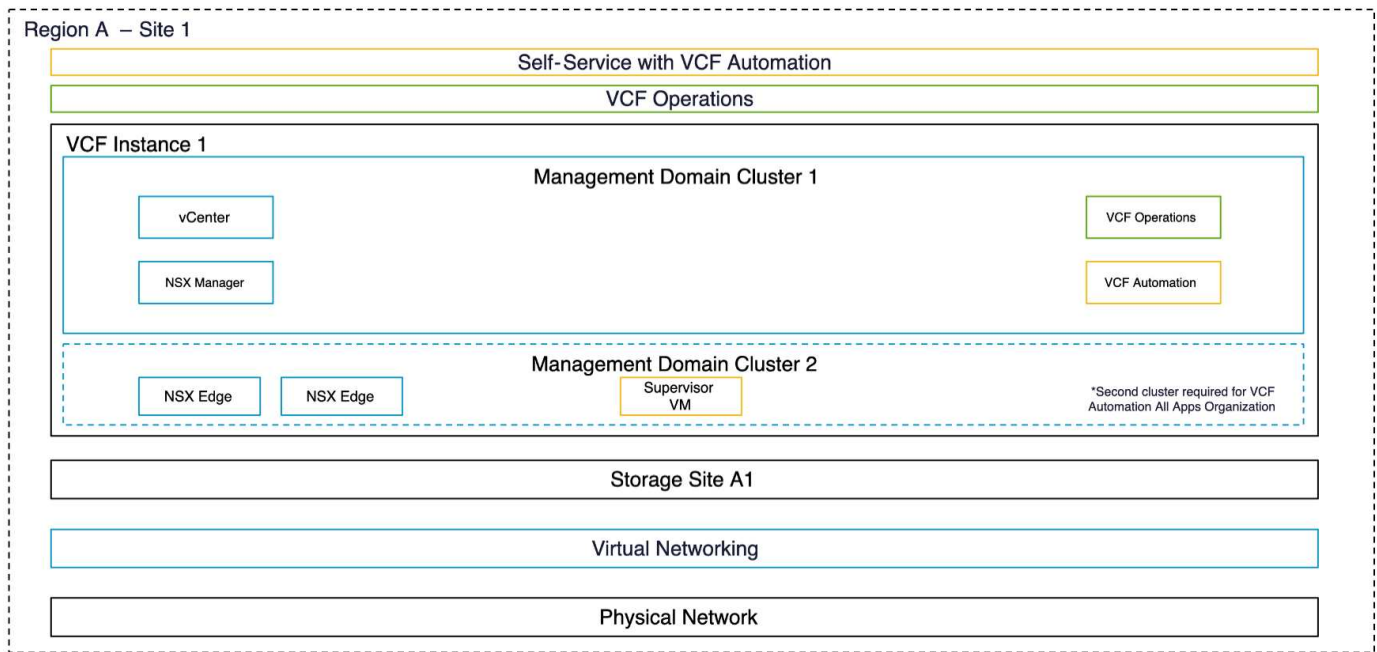 Region A – Site 1
Self-Service with VCF Automation
VCF Operations
VCF Instance 1
Management Domain Cluster 1
vCenter
VCF Operations
NSX Manager
VCF Automation
Management Domain Cluster 2
NSX Edge
NSX Edge
Supervisor
VM
*Second cluster required for VCF
Automation All Apps Organization
Storage Site A1
Virtual Networking
Physical Network